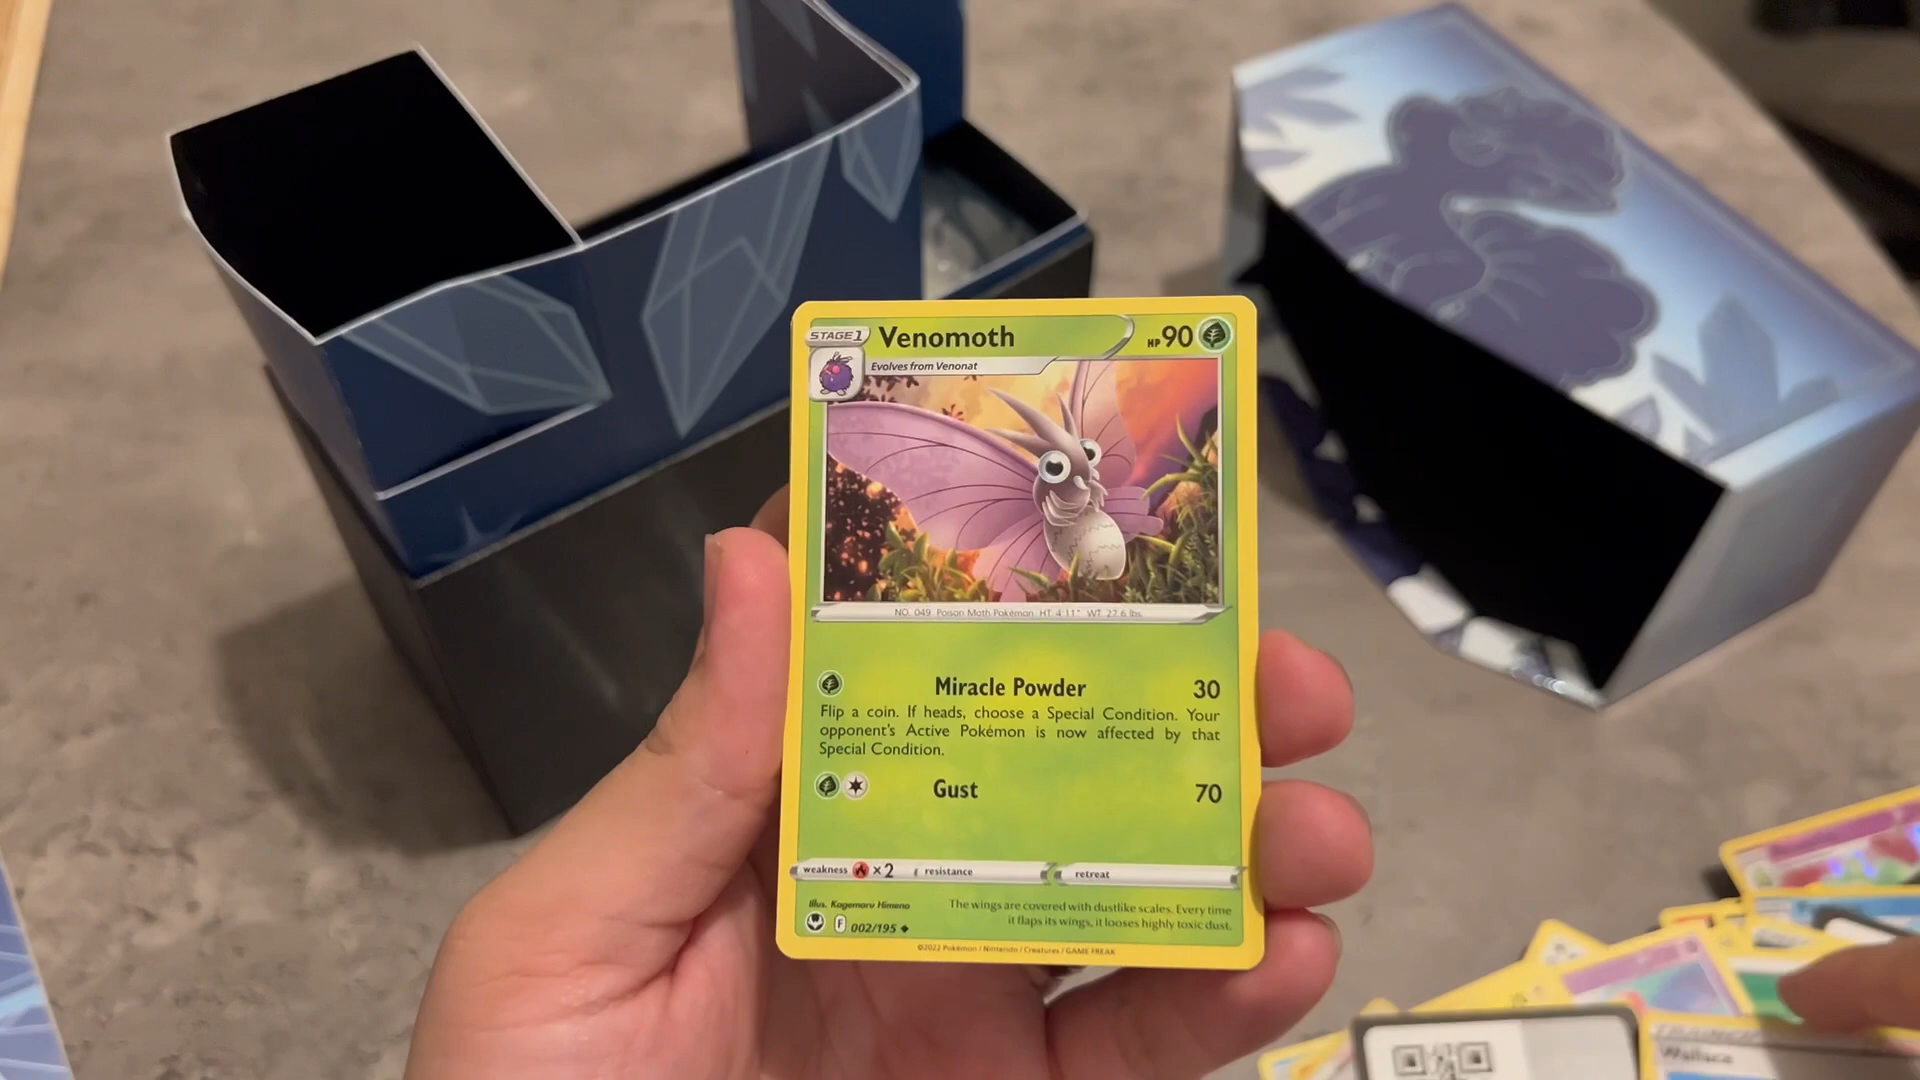 STAGE1 Venomoth HP 90
Evolves from Venonat
NO. 049 Poison Moth Pokémon HT: 4'11" WT: 27.6 lbs.
Miracle Powder 30
Flip a coin. If heads, choose a Special Condition. Your
opponent's Active Pokémon is now affected by that
Special Condition.
Gust 70
weakness ×2 resistance retreat
Illus. Kagemaru Himeno
The wings are covered with dustlike scales. Every time
it flaps its wings, it looses highly toxic dust.
F 002/195
©2022 Pokémon / Nintendo / Creatures / GAME FREAK
Wallace